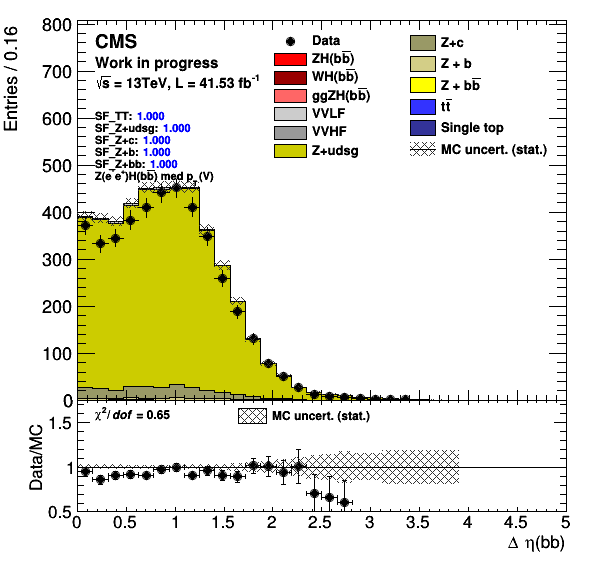 Entries / 0.16
800
700
600
500
400
300
200
100
0
CMS
Work in progress
√s = 13TeV, L = 41.53 fb⁻¹
SF_TT: 1.000
SF_Z+udsg: 1.000
SF_Z+c: 1.000
SF_Z+b: 1.000
SF_Z+bb: 1.000
Z(e⁻e⁺)H(bb̅) med p_T(V)
Data
ZH(bb̅)
WH(bb̅)
ggZH(bb̅)
VVLF
VVHF
Z+udsg
Z+c
Z + b
Z + bb̅
tt̅
Single top
MC uncert. (stat.)
Data/MC
1.5
1
0.5
χ²/dof = 0.65
MC uncert. (stat.)
0 0.5 1 1.5 2 2.5 3 3.5 4 4.5 5
Δ η(bb)